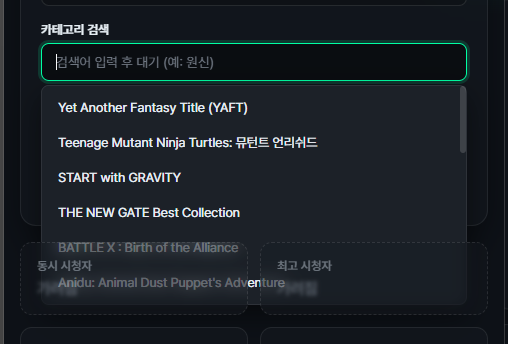 카테고리 검색
검색어 입력 후 대기 (예: 원신)
Yet Another Fantasy Title (YAFT)
Teenage Mutant Ninja Turtles: 뮤턴트 언리쉬드
START with GRAVITY
THE NEW GATE Best Collection
BATTLE X : Birth of the Alliance
동시 시청자
최고 시청자
Anidu: Animal Dust Puppet's Adventure